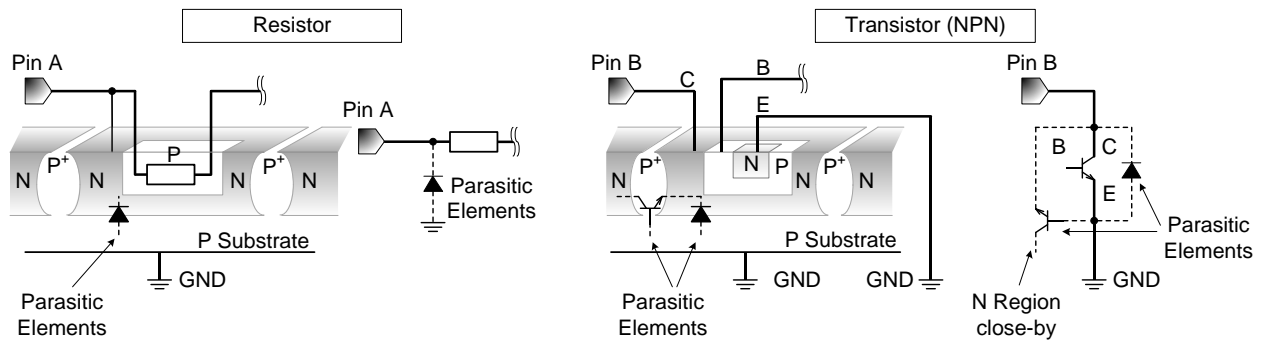 Resistor
Pin A
Pin A
N
P+
N
P
N
P+
N
Parasitic
Elements
P Substrate
GND
Parasitic
Elements
Transistor (NPN)
Pin B
C
B
E
N
P+
N
N
P
N
P+
N
P Substrate
GND
GND
Parasitic
Elements
Pin B
B
C
E
Parasitic
Elements
GND
N Region
close-by